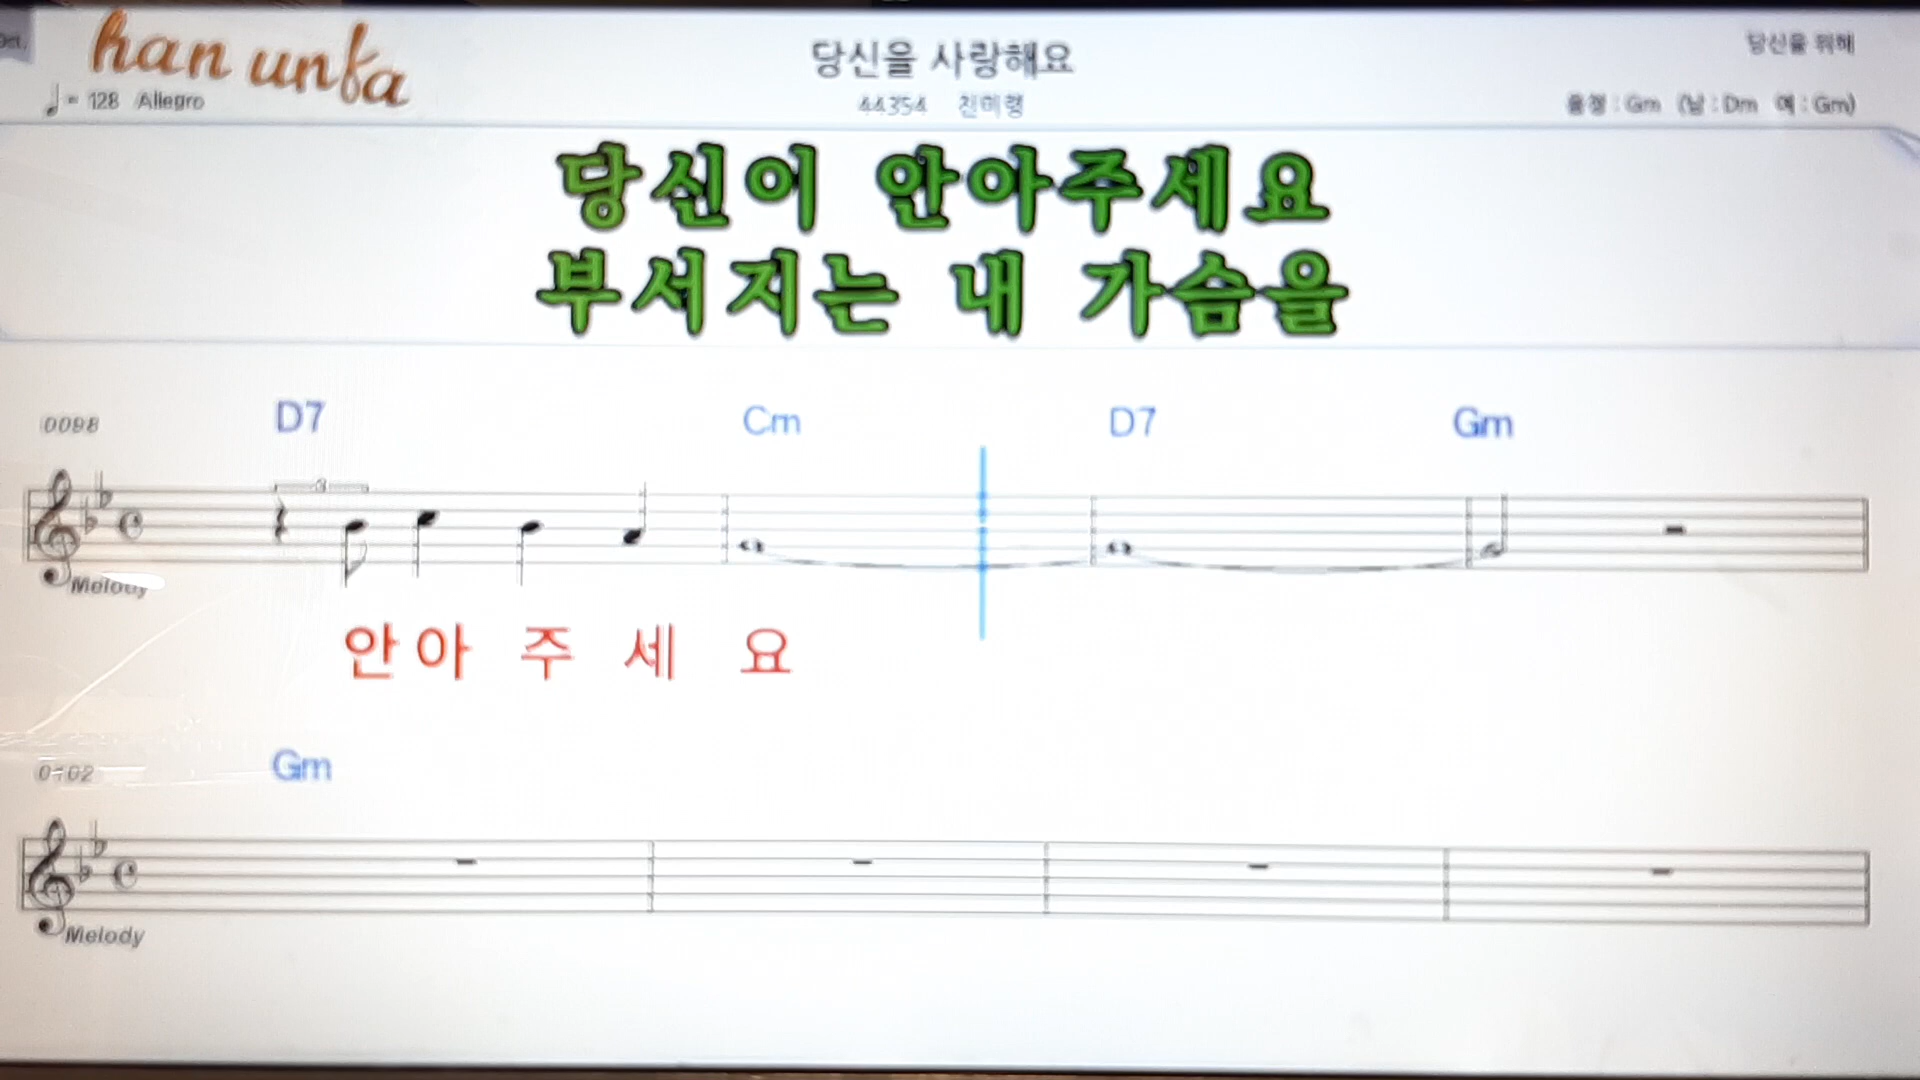 han unfa
당신을 사랑해요
당신을 위해
= 128 Allegro
44354 진미령
음정 : Gm (남 : Dm 여 : Gm)
당신이 안아주세요
부서지는 내 가슴을
0098
D7 Cm D7 Gm
3
Melody
안 아 주 세 요
0102
Gm
Melody